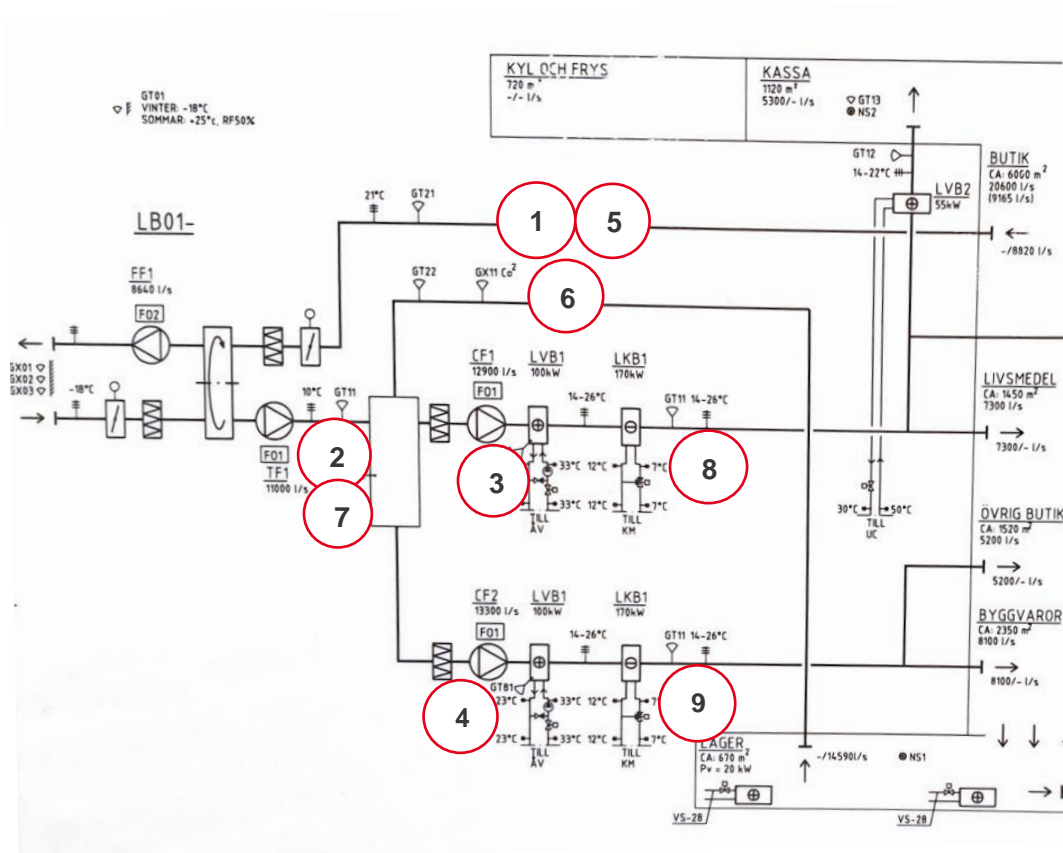 KYL OCH FRYS
720 m²
-/- l/s
KASSA
1120 m²
5300/- l/s
GT13
NS2
GT01
VINTER: -18°C
SOMMAR: +25°C, RF50%
GT12
14-22°C
LVB2
55kW
BUTIK
CA: 6000 m²
20600 l/s
(9165 l/s)
-/8820 l/s
LB01-
21°C
GT21
1
5
GT22
GX11 Co²
6
FF1
8640 l/s
F02
GX01
GX02
GX03
-18°C
10°C
GT11
F01
TF1
11000 l/s
2
7
CF1
12900 l/s
F01
LVB1
100kW
LKB1
170kW
14-26°C
GT11
14-26°C
3
8
33°C
12°C
7°C
33°C
12°C
7°C
TILL
ÅV
TILL
KM
30°C
50°C
TILL
UC
LIVSMEDEL
CA: 1450 m²
7300 l/s
7300/- l/s
ÖVRIG BUTIK
CA: 1520 m²
5200 l/s
5200/- l/s
CF2
13300 l/s
F01
LVB1
100kW
LKB1
170kW
14-26°C
GT11
14-26°C
GT81
4
9
23°C
33°C
12°C
23°C
33°C
12°C
7°C
TILL
ÅV
TILL
KM
BYGGVAROR
CA: 2350 m²
8100 l/s
8100/- l/s
LAGER
CA: 670 m²
Pv = 20 kW
-/14590l/s
NS1
VS-28
VS-28